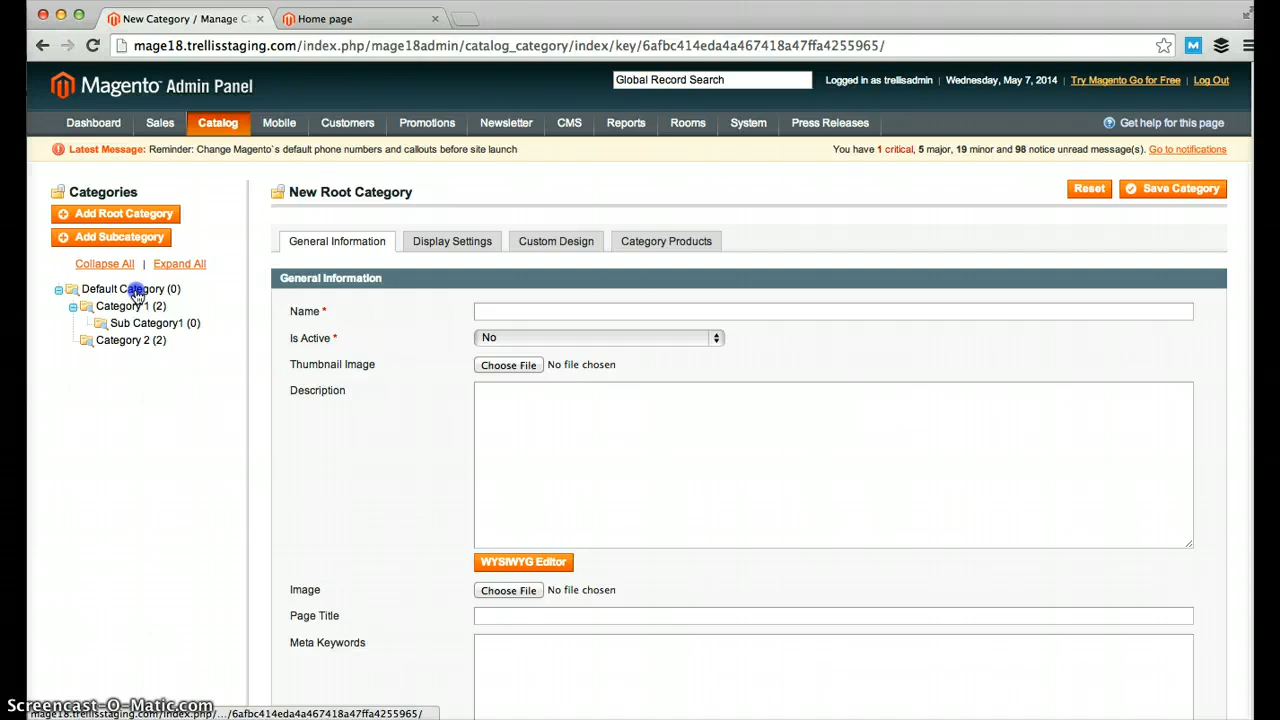 New Category / Manage C
Home page
mage18.trellisstaging.com/index.php/mage18admin/catalog_category/index/key/6afbc414eda4a467418a47ffa4255965/
Magento Admin Panel
Global Record Search
Logged in as trellisadmin | Wednesday, May 7, 2014 | Try Magento Go for Free | Log Out
Dashboard Sales Catalog Mobile Customers Promotions Newsletter CMS Reports Rooms System Press Releases Get help for this page
Latest Message: Reminder: Change Magento`s default phone numbers and callouts before site launch
You have 1 critical, 5 major, 19 minor and 98 notice unread message(s). Go to notifications
Categories
Add Root Category
Add Subcategory
Collapse All | Expand All
Default Category (0)
Category 1 (2)
Sub Category1 (0)
Category 2 (2)
New Root Category
Reset Save Category
General Information Display Settings Custom Design Category Products
General Information
Name *
Is Active * No
Thumbnail Image Choose File No file chosen
Description
WYSIWYG Editor
Image Choose File No file chosen
Page Title
Meta Keywords
Screencast-O-Matic.com
mage18.trellisstaging.com/index.php/.../6afbc414eda4a467418a47ffa4255965/